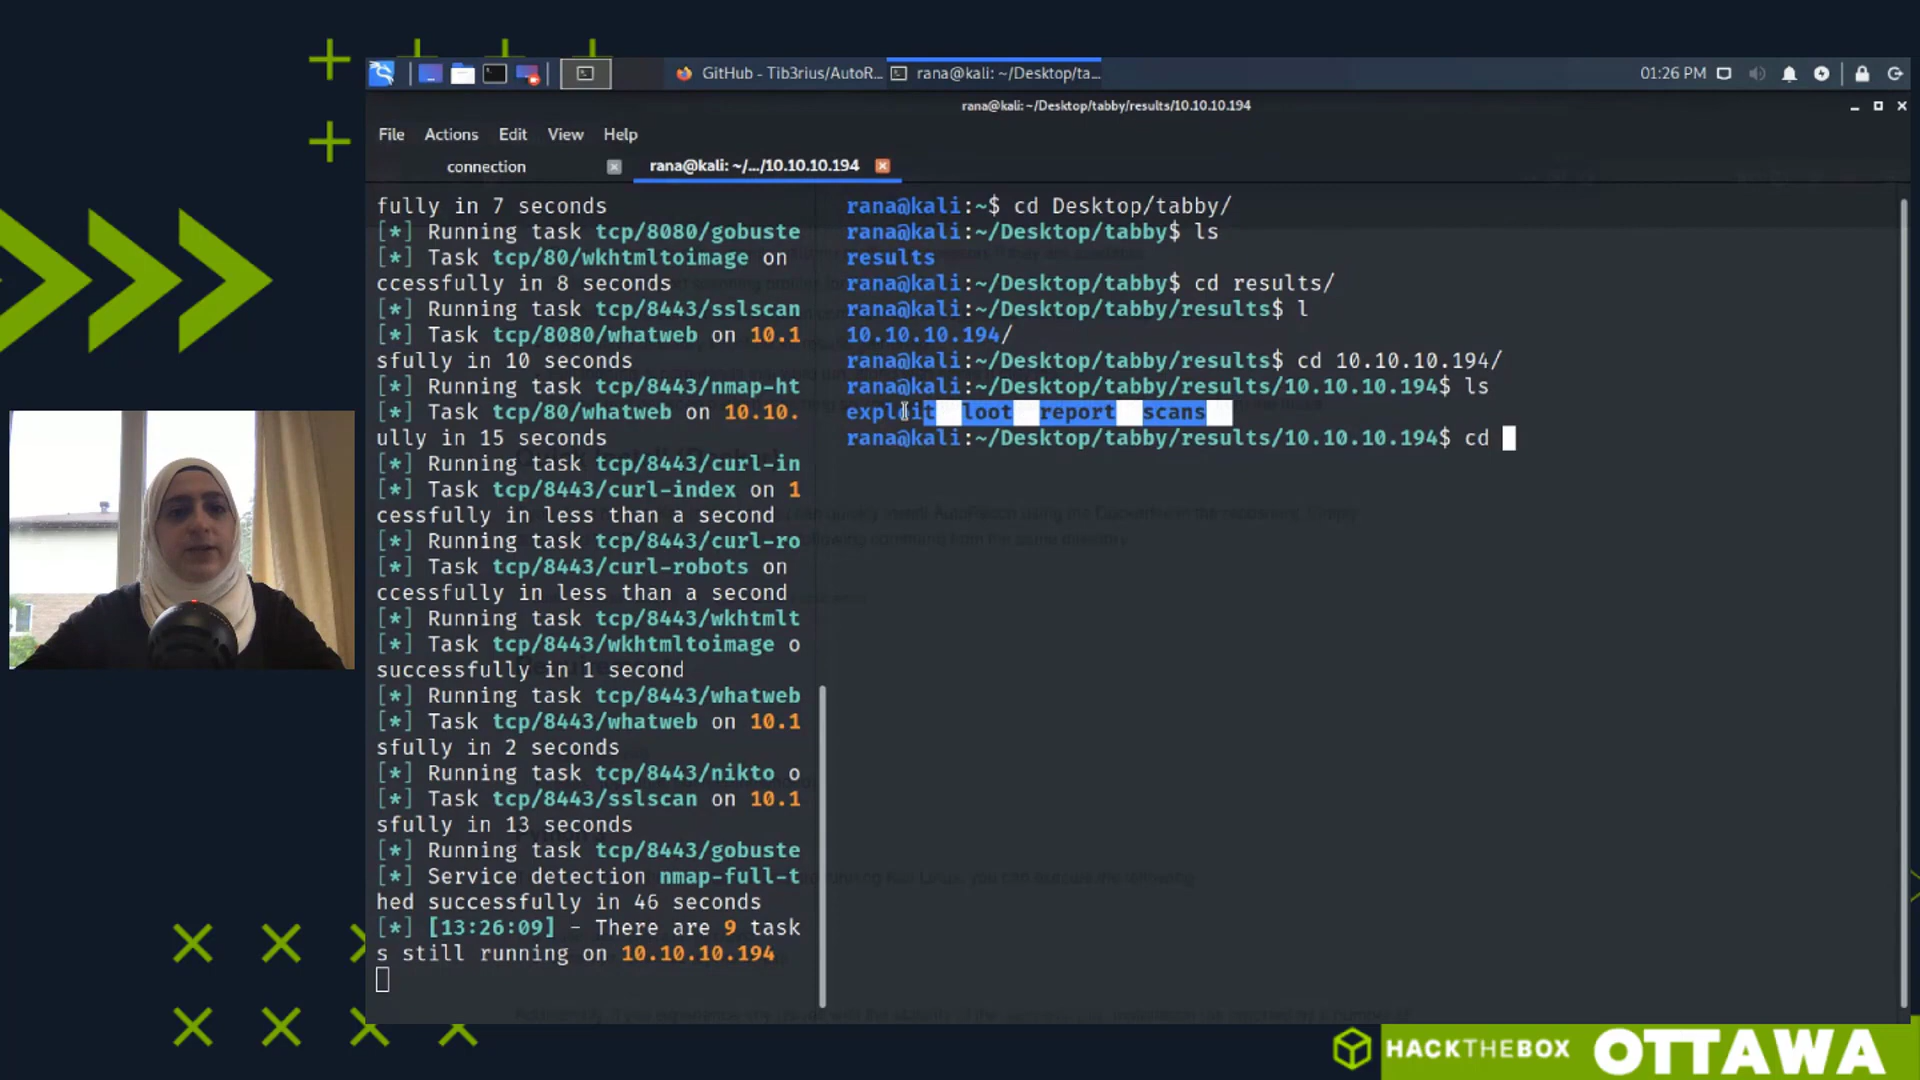 GitHub - Tib3rius/AutoR...
rana@kali: ~/Desktop/ta...
01:26 PM
rana@kali: ~/Desktop/tabby/results/10.10.10.194
File Actions Edit View Help
connection
rana@kali: ~/.../10.10.10.194
fully in 7 seconds
[*] Running task tcp/8080/gobuste
[*] Task tcp/80/wkhtmltoimage on
ccessfully in 8 seconds
[*] Running task tcp/8443/sslscan
[*] Task tcp/8080/whatweb on 10.1
sfully in 10 seconds
[*] Running task tcp/8443/nmap-ht
[*] Task tcp/80/whatweb on 10.10.
ully in 15 seconds
[*] Running task tcp/8443/curl-in
[*] Task tcp/8443/curl-index on 1
cessfully in less than a second
[*] Running task tcp/8443/curl-ro
[*] Task tcp/8443/curl-robots on
ccessfully in less than a second
[*] Running task tcp/8443/wkhtmlt
[*] Task tcp/8443/wkhtmltoimage o
successfully in 1 second
[*] Running task tcp/8443/whatweb
[*] Task tcp/8443/whatweb on 10.1
sfully in 2 seconds
[*] Running task tcp/8443/nikto o
[*] Task tcp/8443/sslscan on 10.1
sfully in 13 seconds
[*] Running task tcp/8443/gobuste
[*] Service detection nmap-full-t
hed successfully in 46 seconds
[*] [13:26:09] - There are 9 task
s still running on 10.10.10.194
rana@kali:~$ cd Desktop/tabby/
rana@kali:~/Desktop/tabby$ ls
results
rana@kali:~/Desktop/tabby$ cd results/
rana@kali:~/Desktop/tabby/results$ l
10.10.10.194/
rana@kali:~/Desktop/tabby/results$ cd 10.10.10.194/
rana@kali:~/Desktop/tabby/results/10.10.10.194$ ls
exploit loot report scans
rana@kali:~/Desktop/tabby/results/10.10.10.194$ cd
HACKTHEBOX OTTAWA